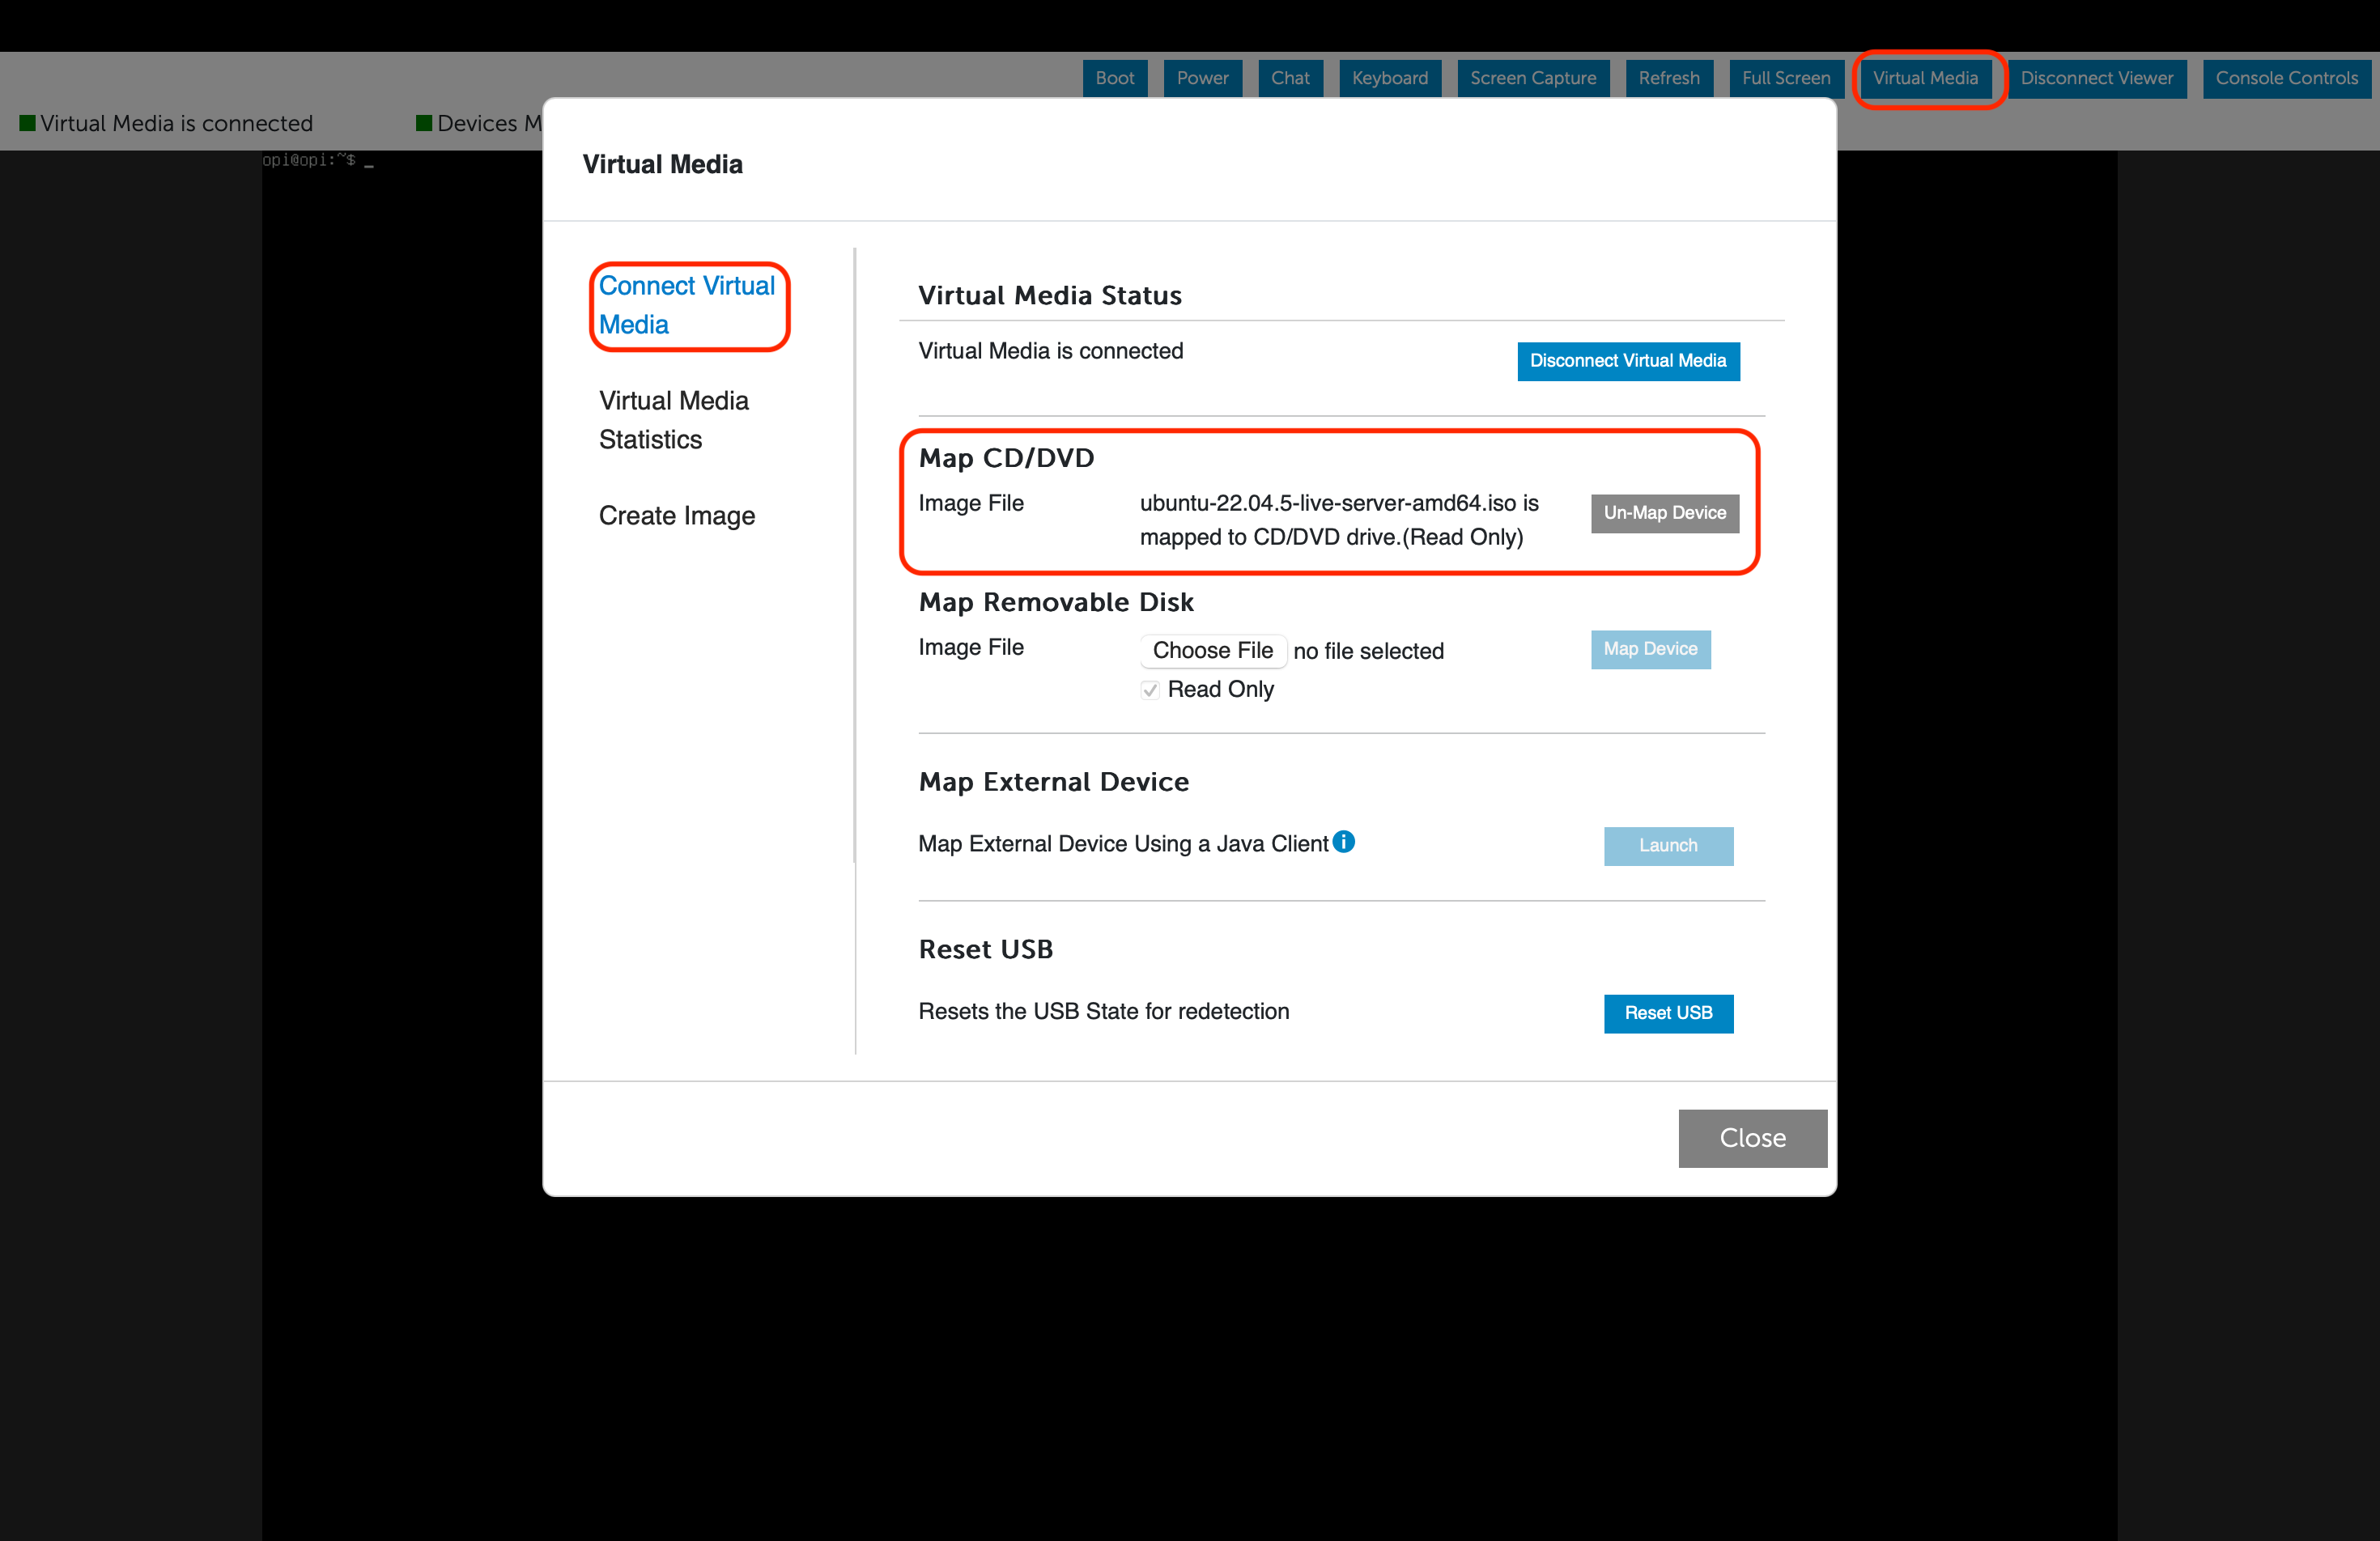 Boot Power Chat Keyboard Screen Capture Refresh Full Screen Virtual Media Disconnect Viewer Console Controls
Virtual Media is connected Devices M
opi@opi:~$ _
Virtual Media
Connect Virtual
Media
Virtual Media
Statistics
Create Image
Virtual Media Status
Virtual Media is connected Disconnect Virtual Media
Map CD/DVD
Image File ubuntu-22.04.5-live-server-amd64.iso is Un-Map Device
mapped to CD/DVD drive.(Read Only)
Map Removable Disk
Image File Choose File no file selected Map Device
Read Only
Map External Device
Map External Device Using a Java Client Launch
Reset USB
Resets the USB State for redetection Reset USB
Close